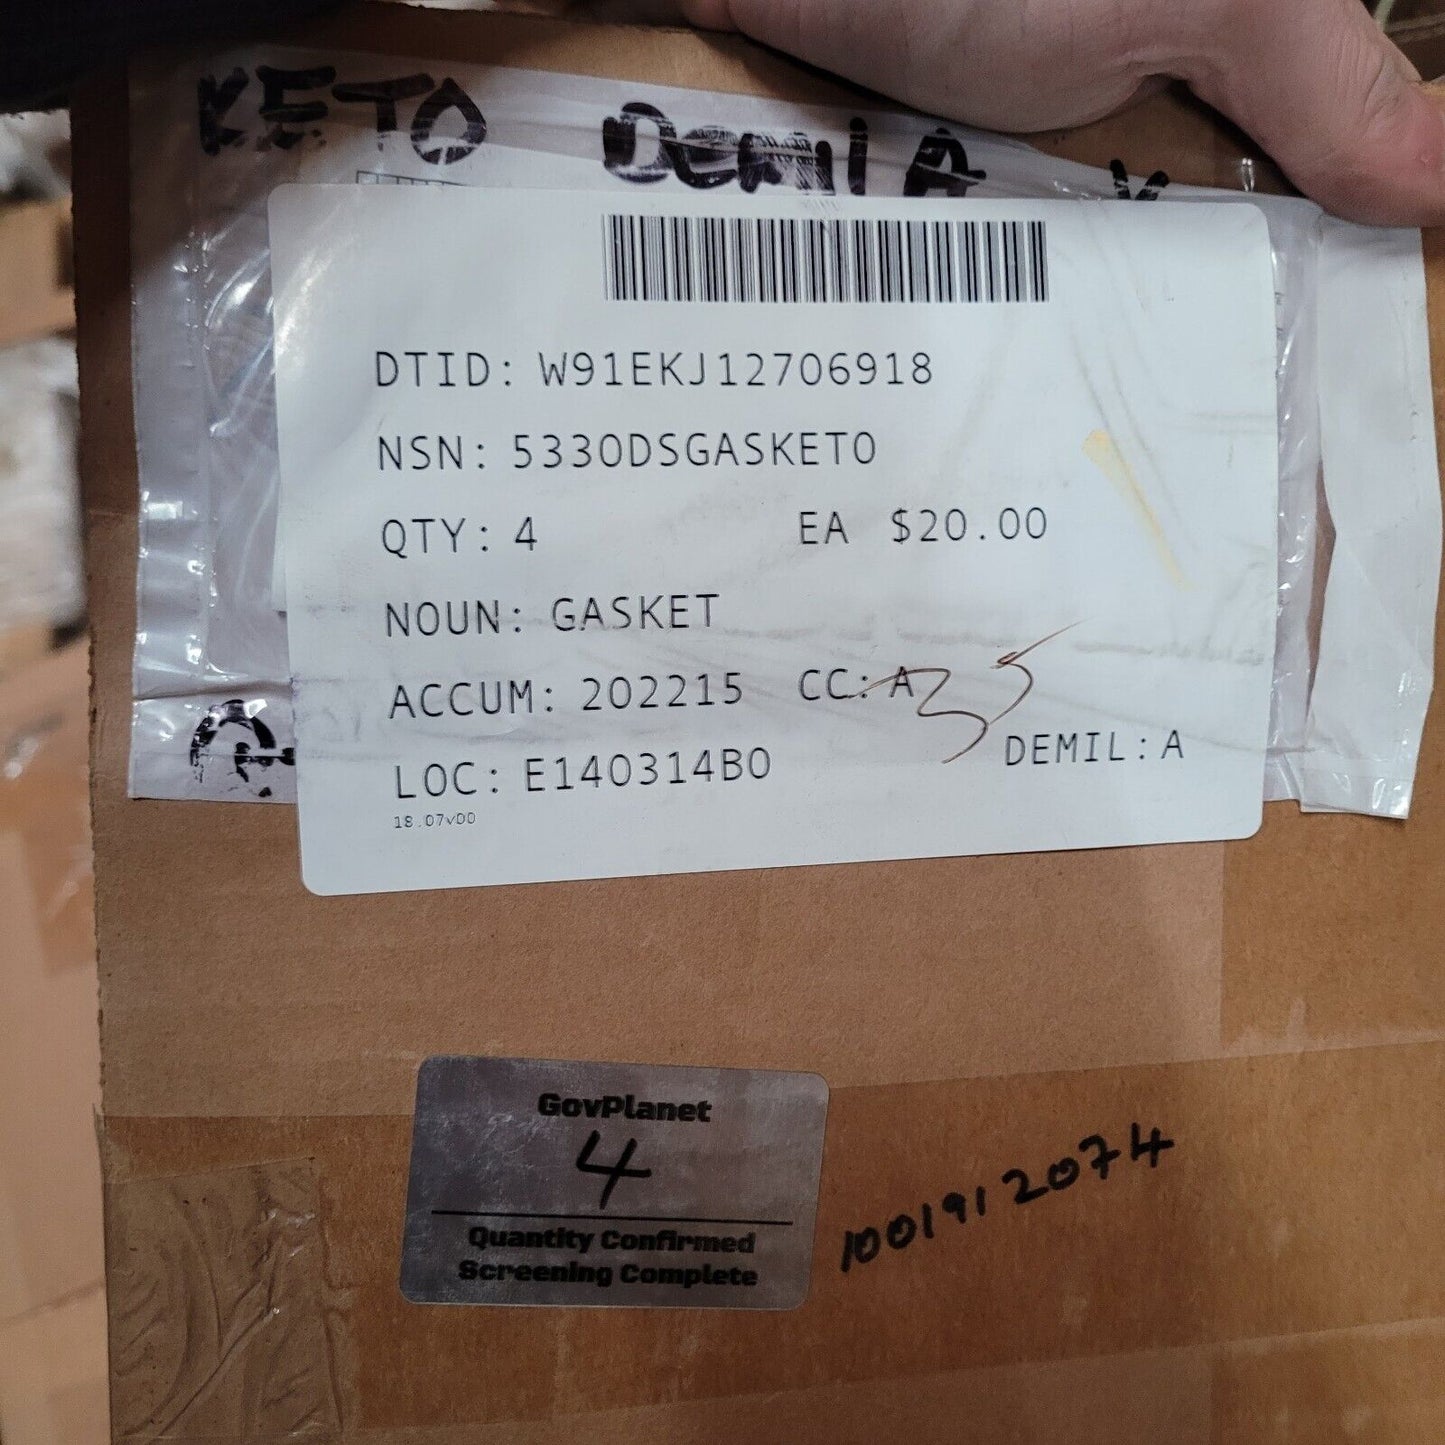 KETO DEMIL A
DTID: W91EKJ12706918
NSN: 5330DSGASKET0
QTY: 4 EA $20.00
NOUN: GASKET
ACCUM: 202215 CC: A 35
LOC: E140314B0 DEMIL: A
18.07v00
GovPlanet
4
Quantity Confirmed
Screening Complete
1001912074